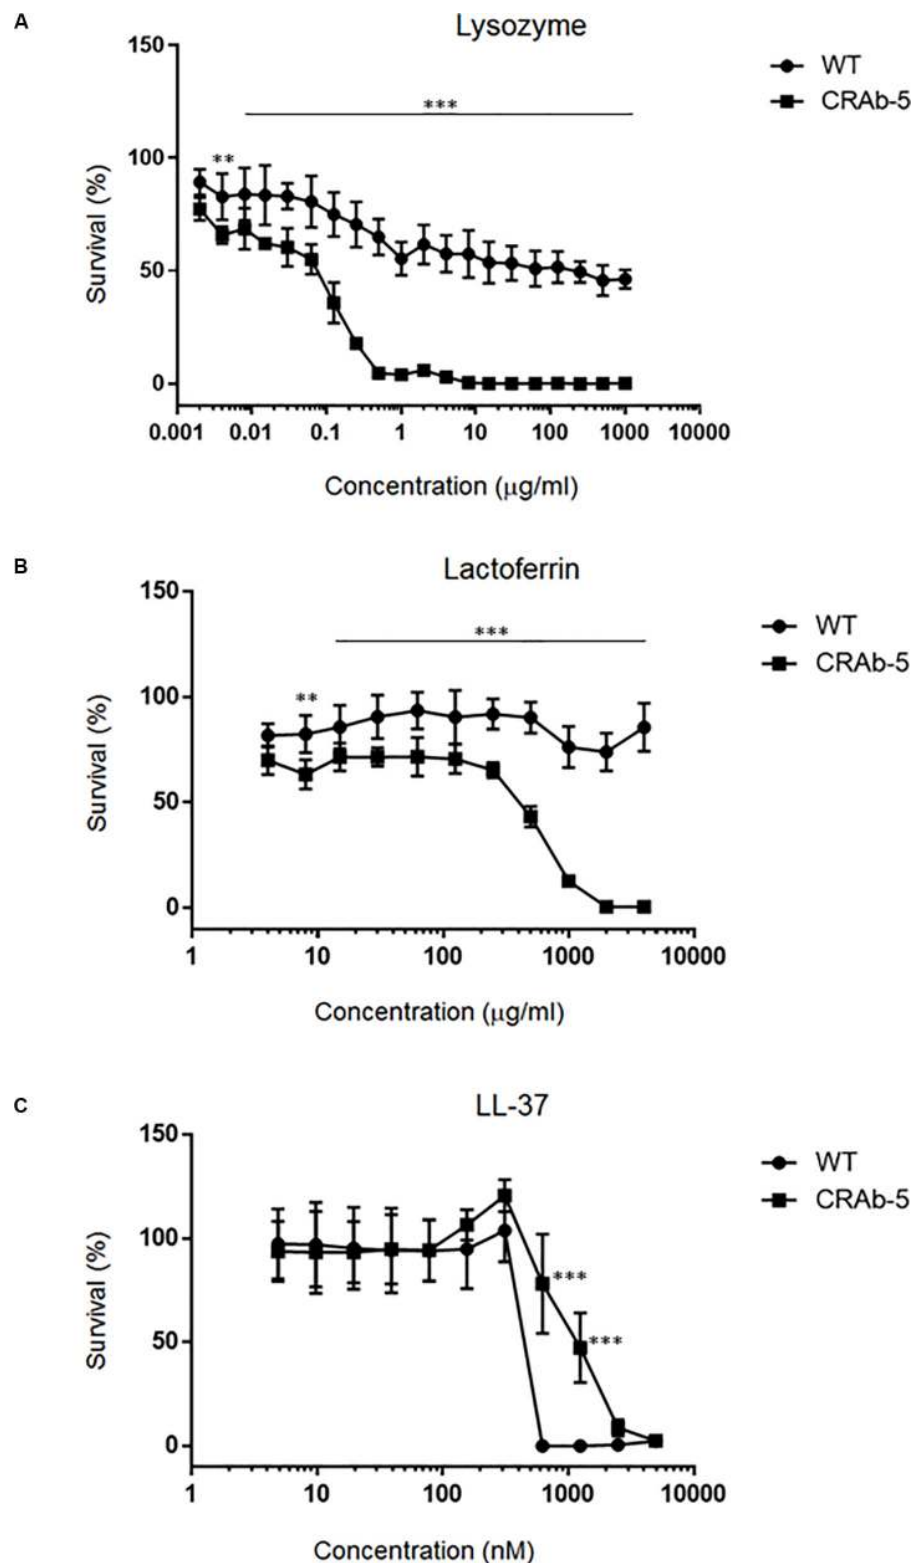 A
Lysozyme
150
WT
CRAb-5
***
**
100
Survival (%)
50
0
0.001 0.01 0.1 1 10 100 1000 10000
Concentration (μg/ml)
B
Lactoferrin
150
WT
CRAb-5
***
**
100
Survival (%)
50
0
1 10 100 1000 10000
Concentration (μg/ml)
C
LL-37
150
WT
CRAb-5
100
***
Survival (%)
50
***
0
1 10 100 1000 10000
Concentration (nM)